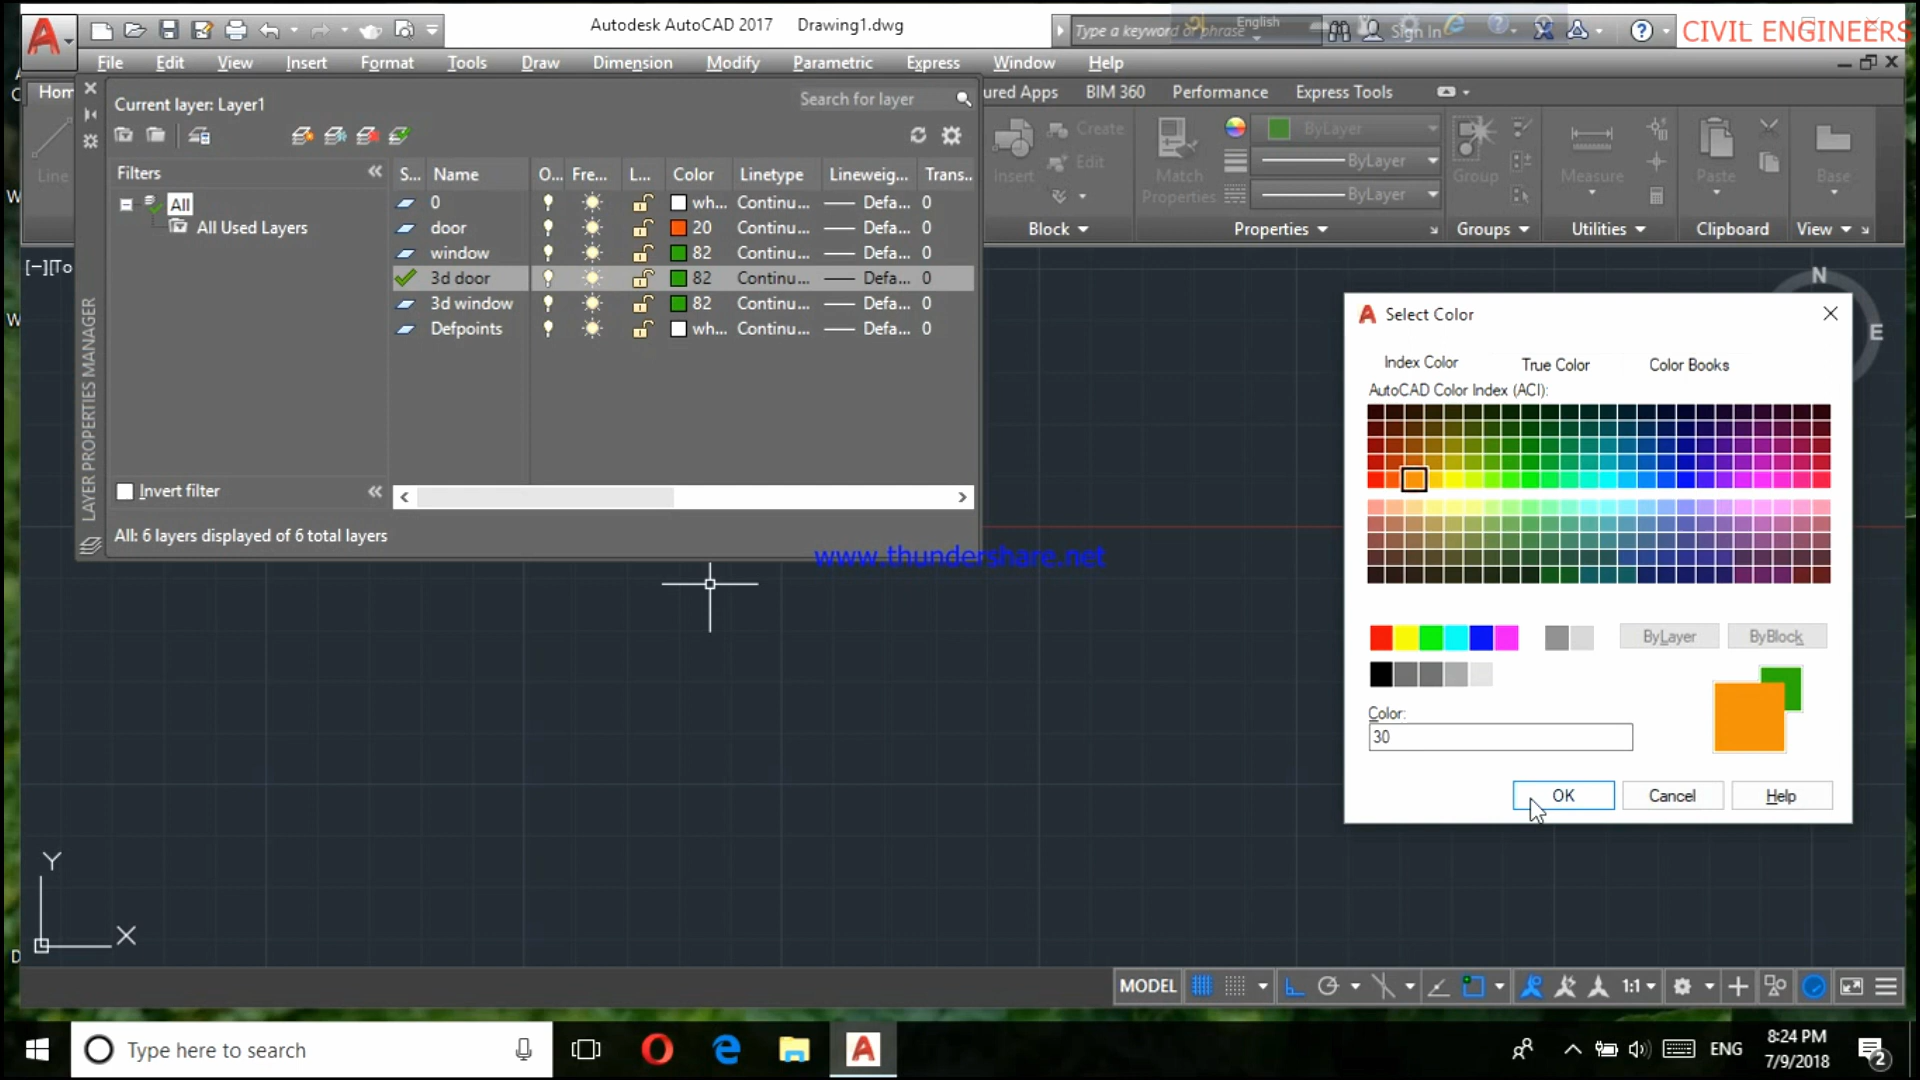 Autodesk AutoCAD 2017 Drawing1.dwg
Type a keyword or phrase
English
Sign In
CIVIL ENGINEERS
File Edit View Insert Format Tools Draw Dimension Modify Parametric Express Window Help
Hom
Current layer: Layer1
Search for layer
ured Apps BIM 360 Performance Express Tools
Line
Insert
Create
Edit
Block
Match
Properties
ByLayer
ByLayer
ByLayer
Properties
Group
Groups
Measure
Utilities
Paste
Clipboard
Base
View
Filters
All
All Used Layers
S... Name O... Fre... L... Color Linetype Lineweig... Trans..
0 wh... Continu... Defa... 0
door 20 Continu... Defa... 0
window 82 Continu... Defa... 0
3d door 82 Continu... Defa... 0
3d window 82 Continu... Defa... 0
Defpoints wh... Continu... Defa... 0
Invert filter
All: 6 layers displayed of 6 total layers
LAYER PROPERTIES MANAGER
[−][To
www.thundershare.net
N
E
Select Color
Index Color True Color Color Books
AutoCAD Color Index (ACI):
ByLayer ByBlock
Color:
30
OK Cancel Help
Y
X
MODEL 1:1
Type here to search
ENG
8:24 PM
7/9/2018
2